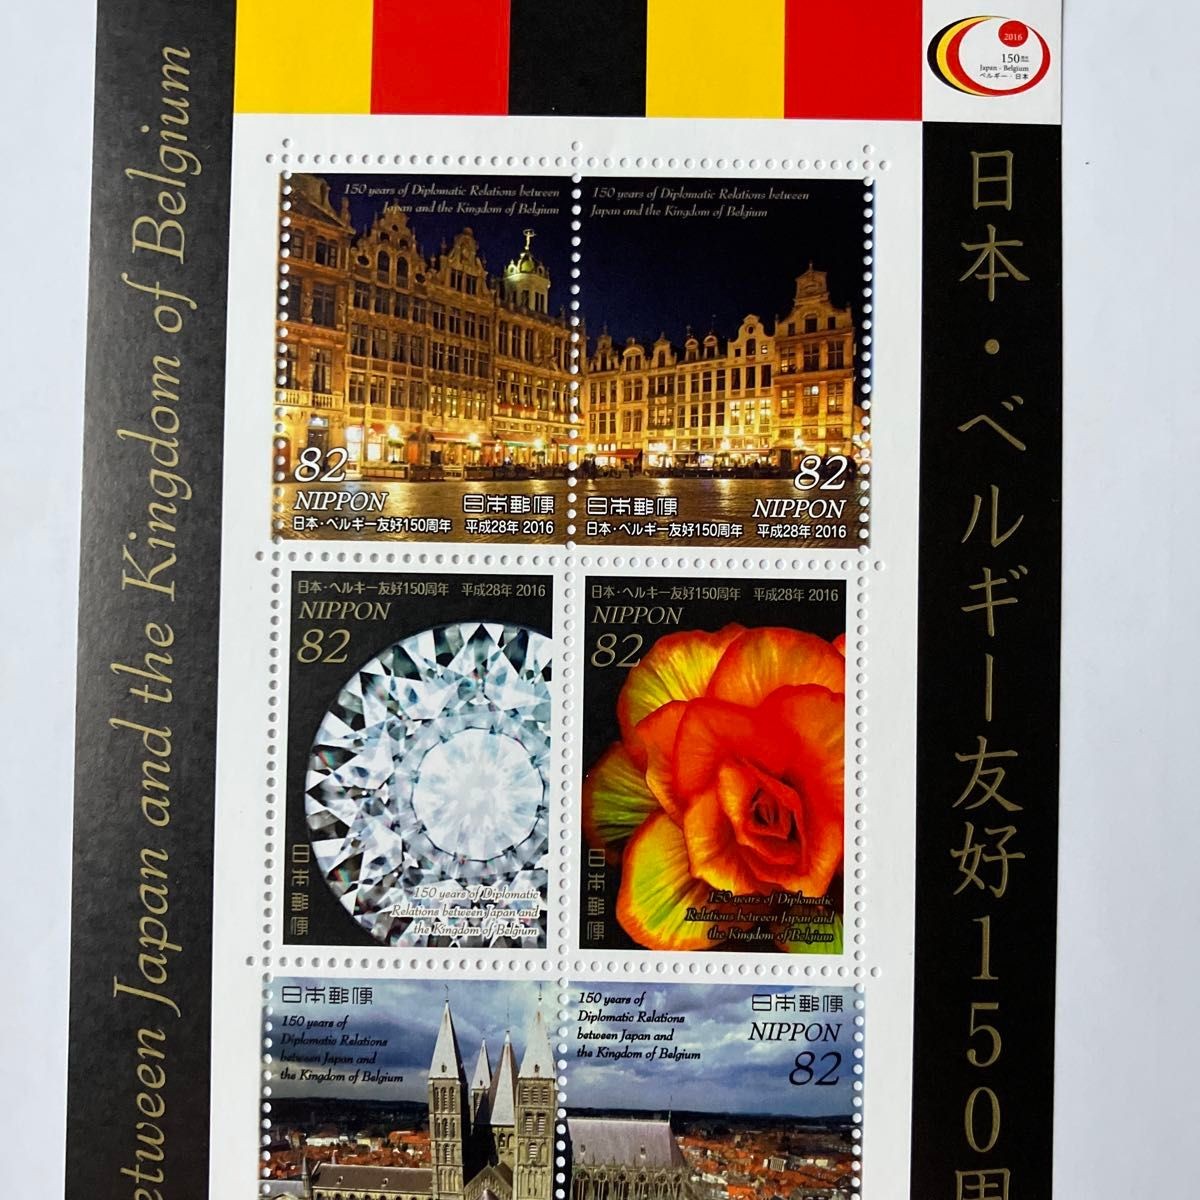 etween Japan and the Kingdom of Belgium
2016
150周年
Japan - Belgium
ベルギー・日本
日本・ベルギー友好150周
150 years of Diplomatic Relations between
Japan and the Kingdom of Belgium
82
NIPPON 日本郵便
日本・ベルギー友好150周年 平成28年 2016
150 years of Diplomatic Relations between
Japan and the Kingdom of Belgium
82
日本郵便 NIPPON
日本・ベルギー友好150周年 平成28年 2016
日本・ベルギー友好150周年 平成28年 2016
NIPPON
82
日本郵便
150 years of Diplomatic
Relations between Japan and
the Kingdom of Belgium
日本・ベルギー友好150周年 平成28年 2016
NIPPON
82
日本郵便
150 years of Diplomatic
Relations between Japan and
the Kingdom of Belgium
日本郵便
150 years of
Diplomatic Relations
between Japan and
the Kingdom of Belgium
150 years of
Diplomatic Relations
between Japan and
the Kingdom of Belgium
日本郵便
NIPPON
82